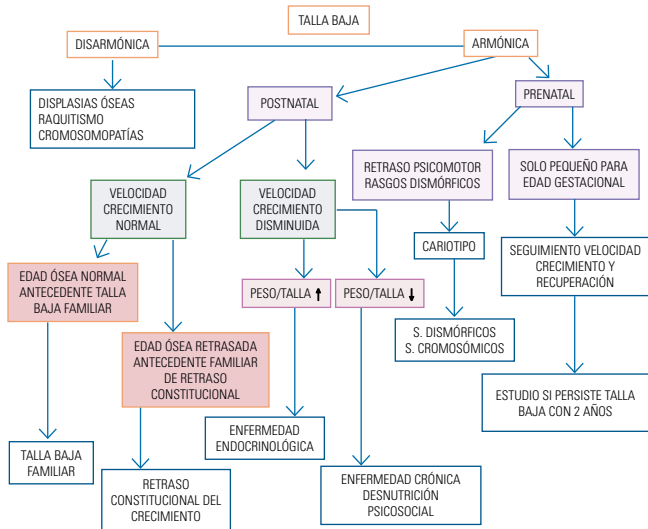 TALLA BAJA
DISARMÓNICA
ARMÓNICA
DISPLASIAS ÓSEAS
RAQUITISMO
CROMOSOMOPATÍAS
POSTNATAL
PRENATAL
RETRASO PSICOMOTOR
RASGOS DISMÓRFICOS
SOLO PEQUEÑO PARA
EDAD GESTACIONAL
VELOCIDAD
CRECIMIENTO
NORMAL
VELOCIDAD
CRECIMIENTO
DISMINUIDA
CARIOTIPO
SEGUIMIENTO VELOCIDAD
CRECIMIENTO Y
RECUPERACIÓN
EDAD ÓSEA NORMAL
ANTECEDENTE TALLA
BAJA FAMILIAR
PESO/TALLA ⬆
PESO/TALLA ⬇
S. DISMÓRFICOS
S. CROMOSÓMICOS
EDAD ÓSEA RETRASADA
ANTECEDENTE FAMILIAR
DE RETRASO
CONSTITUCIONAL
ESTUDIO SI PERSISTE TALLA
BAJA CON 2 AÑOS
ENFERMEDAD
ENDOCRINOLÓGICA
TALLA BAJA
FAMILIAR
RETRASO
CONSTITUCIONAL DEL
CRECIMIENTO
ENFERMEDAD CRÓNICA
DESNUTRICIÓN
PSICOSOCIAL